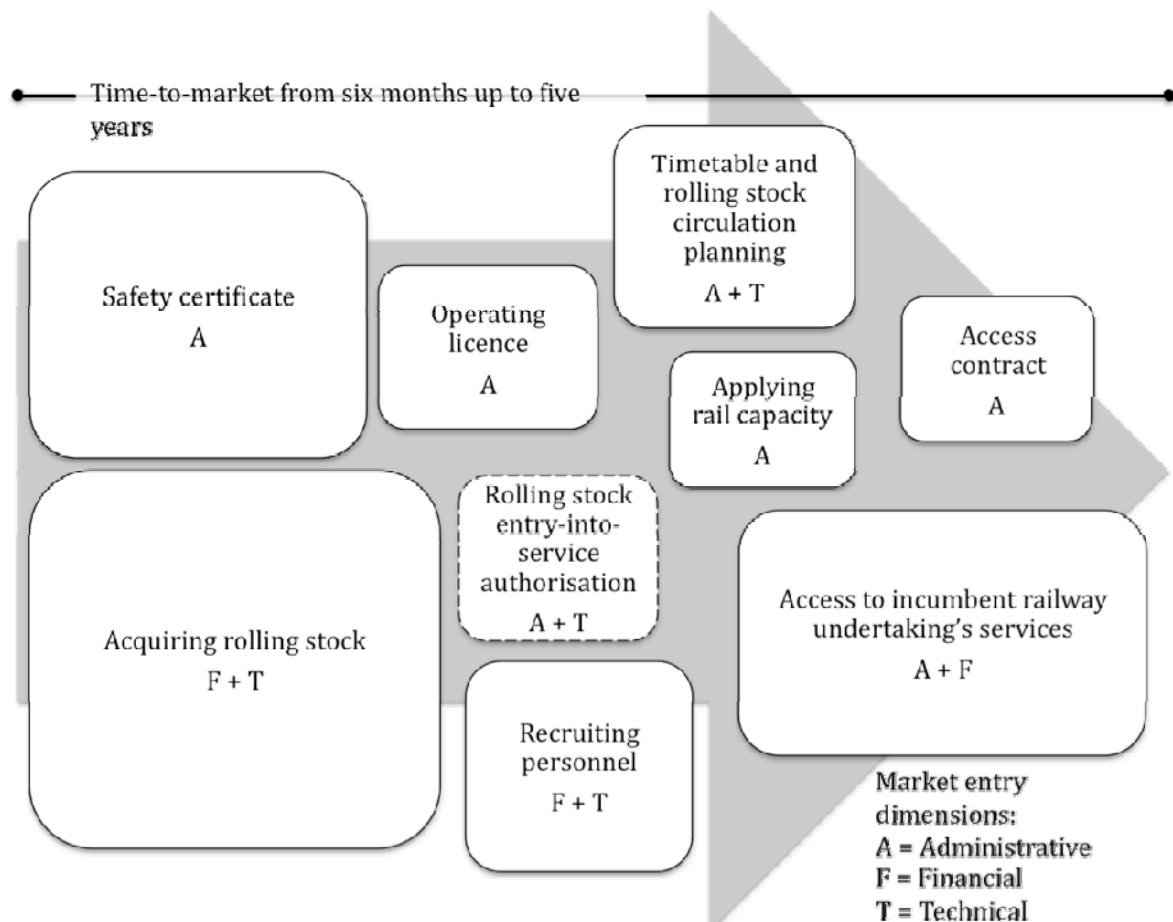 Time-to-market from six months up to five
years
Safety certificate
A
Operating
licence
A
Timetable and
rolling stock
circulation
planning
A + T
Applying
rail capacity
A
Access
contract
A
Acquiring rolling stock
F + T
Rolling stock
entry-into-
service
authorisation
A + T
Recruiting
personnel
F + T
Access to incumbent railway
undertaking's services
A + F
Market entry
dimensions:
A = Administrative
F = Financial
T = Technical